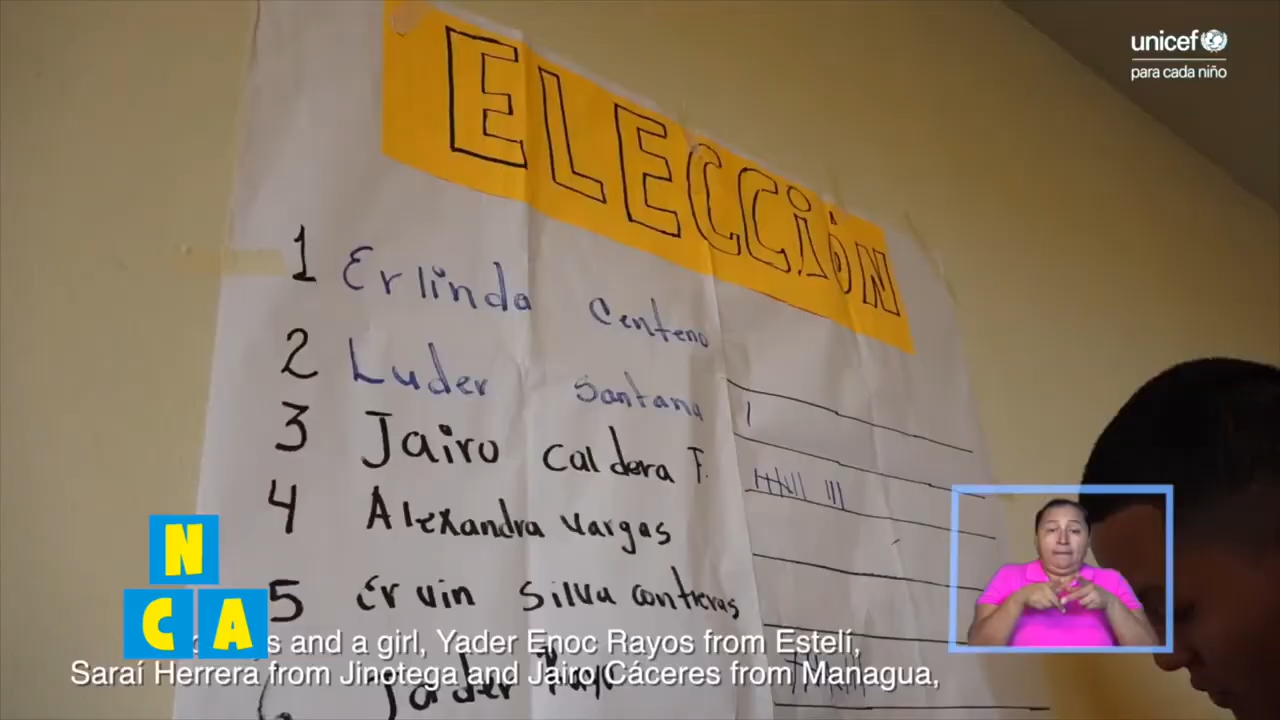 unicef
para cada niño
ELECCIÓN
1 Erlinda Centeno
2 Luder Santana
3 Jairo Caldera F.
4 Alexandra Vargas
5 Ervin Silva Contreras
N
CA
and a girl, Yader Enoc Rayos from Estelí,
Saraí Herrera from Jinotega and Jairo Cáceres from Managua,